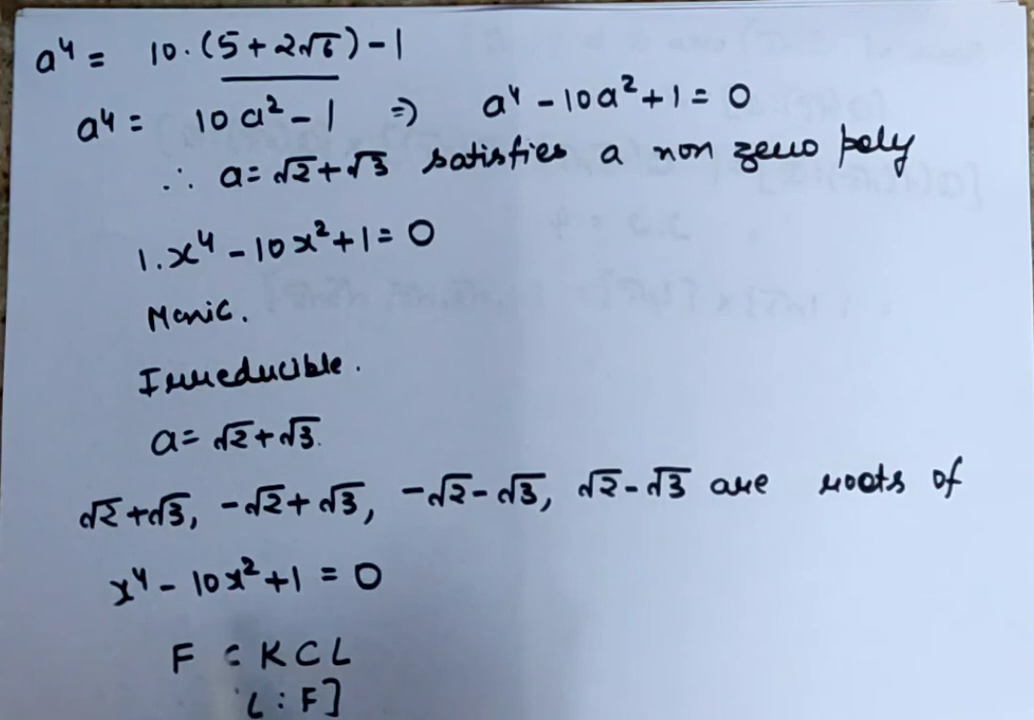 a⁴ = 10.(5+2√6)-1
a⁴ = 10a²-1 ⇒ a⁴-10a²+1=0
∴ a=√2+√3 satisfies a non zero poly
1.x⁴-10x²+1=0
Monic.
Irreducible.
a=√2+√3.
√2+√3, -√2+√3, -√2-√3, √2-√3 are roots of
x⁴-10x²+1=0
F ⊂ K ⊂ L
L:F]